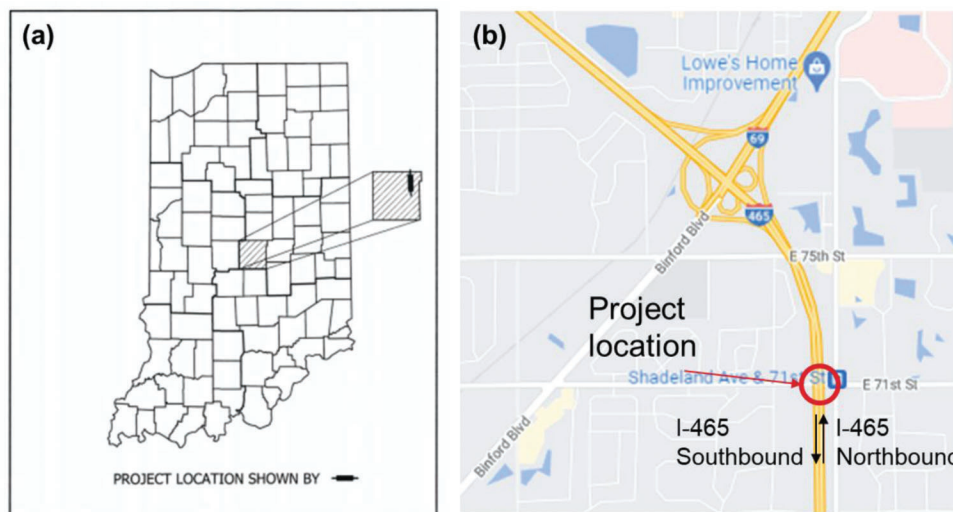 (a)
PROJECT LOCATION SHOWN BY
(b)
Lowe's Home
Improvement
69
465
Binford Blvd
E 75th St
Project
location
Shadeland Ave & 71st St
E 71st St
I-465
Southbound
I-465
Northbound
Binford Blvd